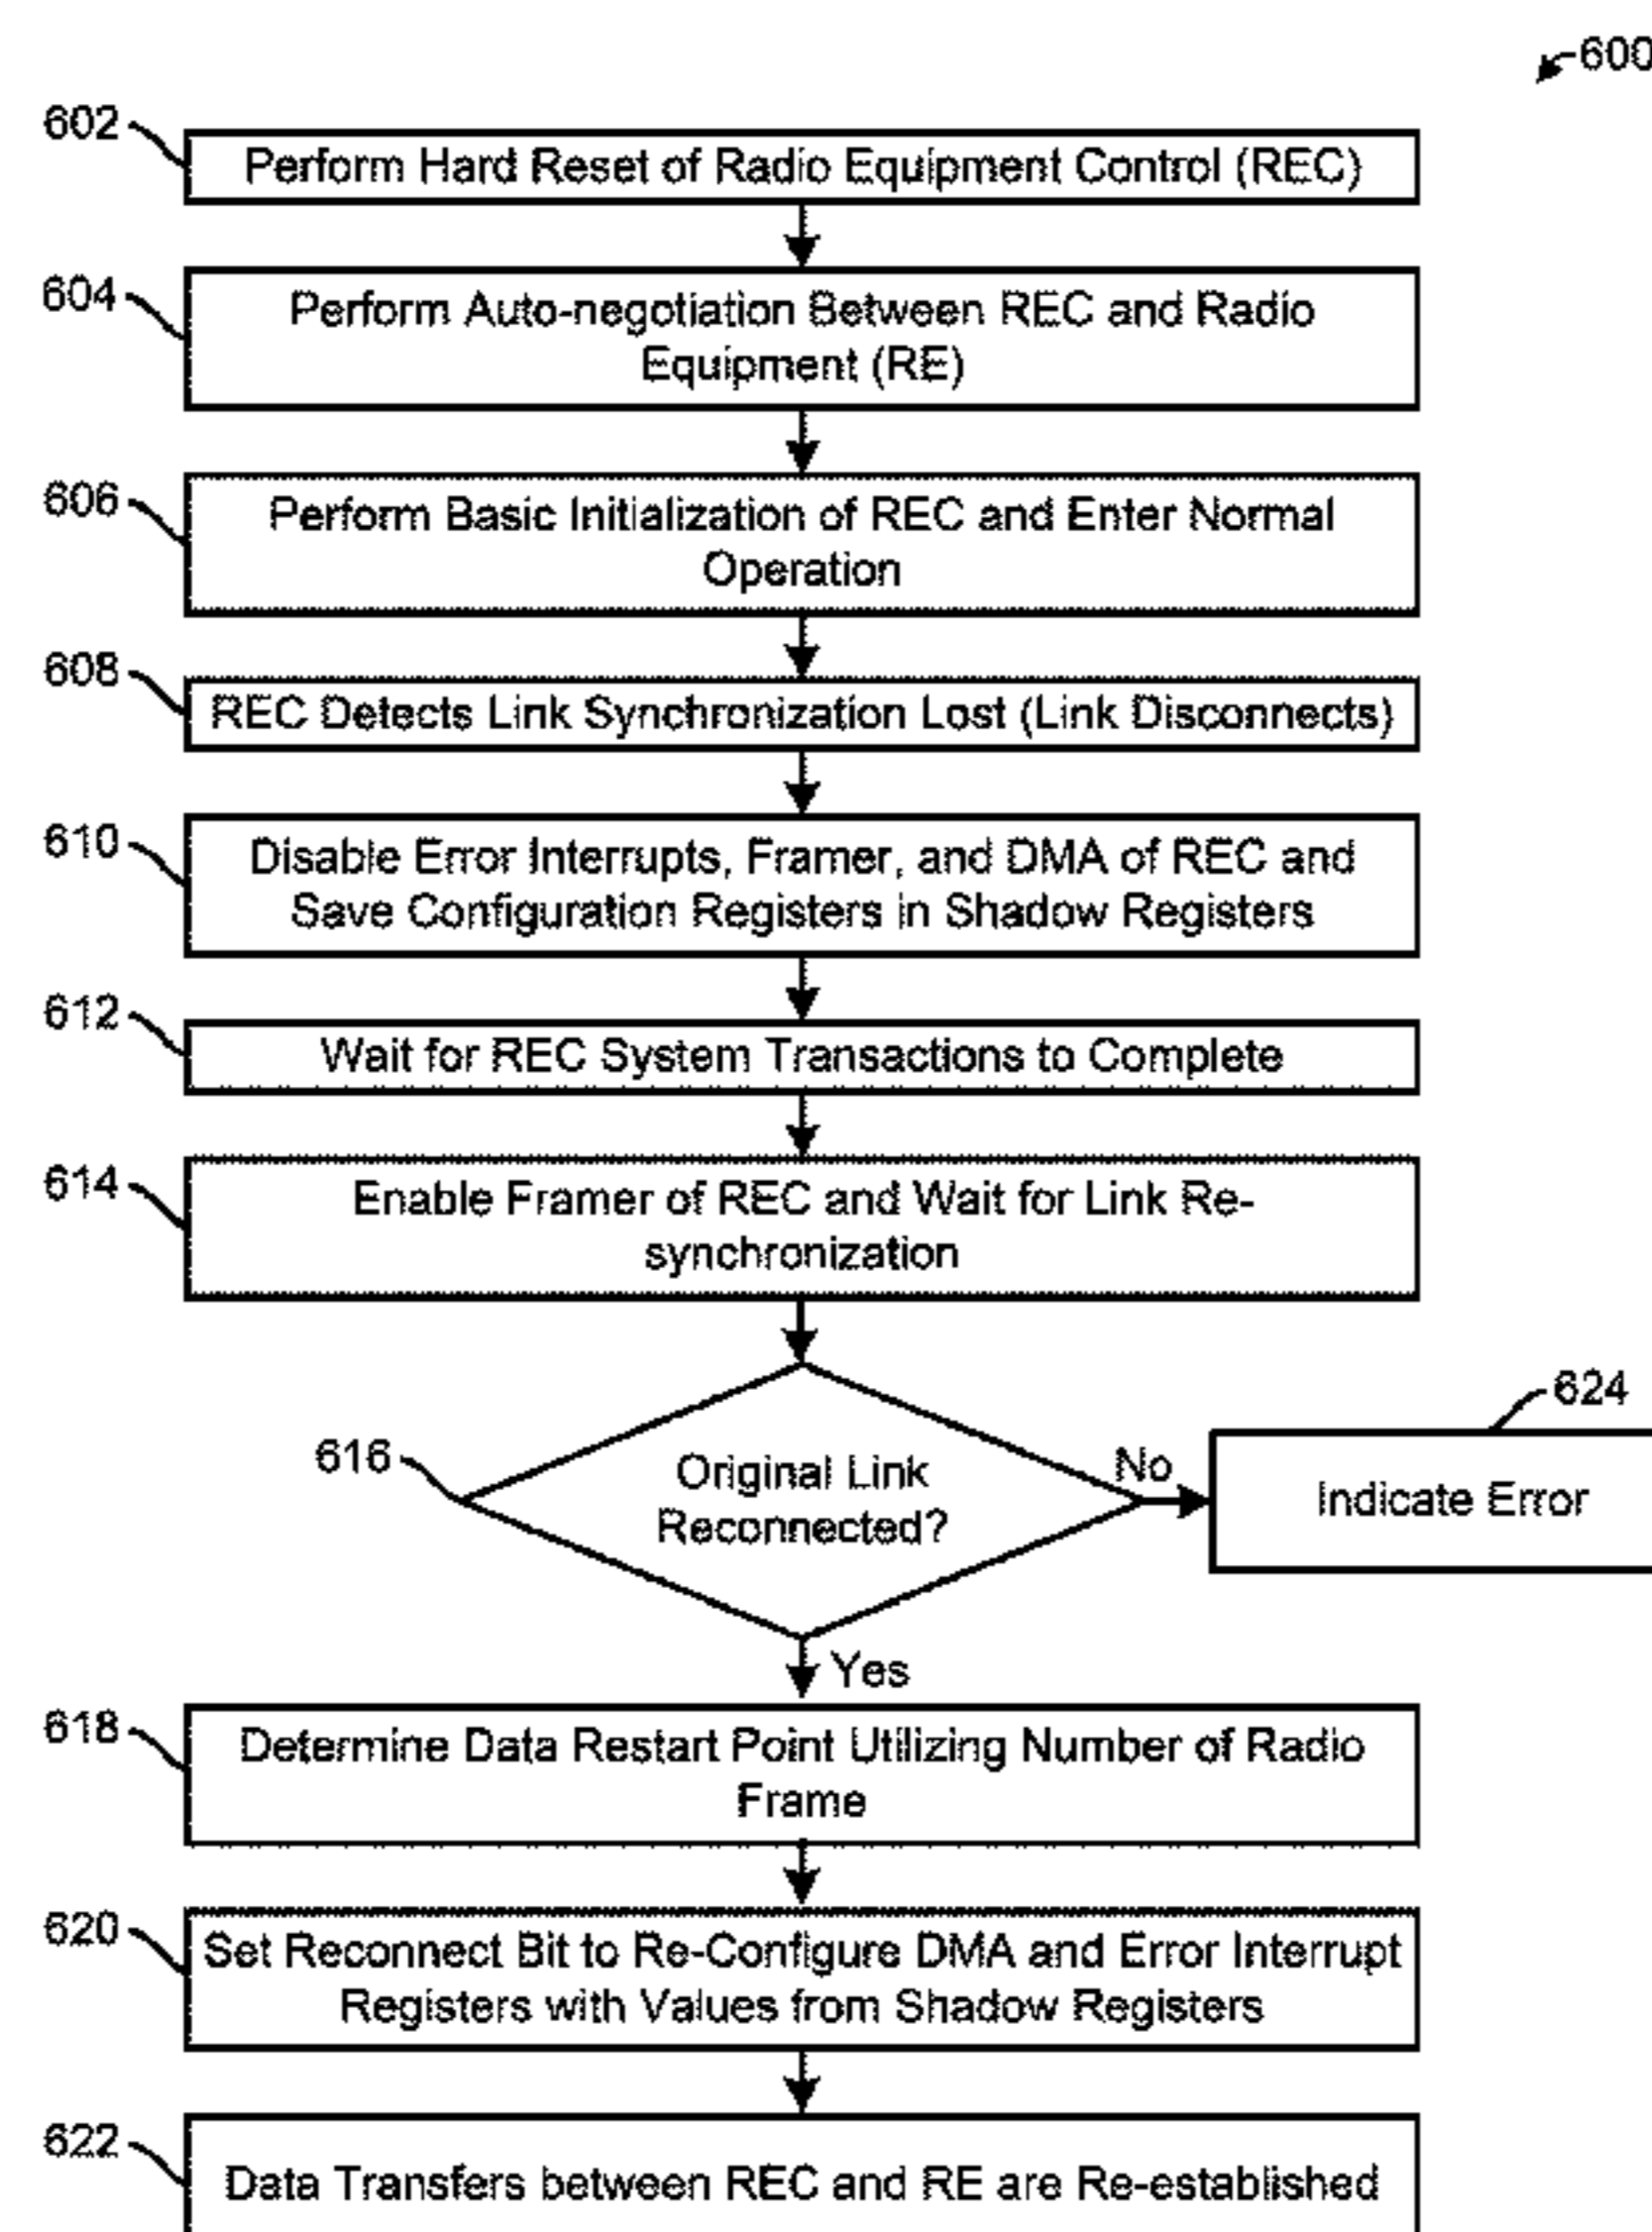 600
602
Perform Hard Reset of Radio Equipment Control (REC)
604
Perform Auto-negotiation Between REC and Radio
Equipment (RE)
606
Perform Basic Initialization of REC and Enter Normal
Operation
608
REC Detects Link Synchronization Lost (Link Disconnects)
610
Disable Error Interrupts, Framer, and DMA of REC and
Save Configuration Registers in Shadow Registers
612
Wait for REC System Transactions to Complete
614
Enable Framer of REC and Wait for Link Re-
synchronization
616
Original Link
Reconnected?
No
624
Indicate Error
Yes
618
Determine Data Restart Point Utilizing Number of Radio
Frame
620
Set Reconnect Bit to Re-Configure DMA and Error Interrupt
Registers with Values from Shadow Registers
622
Data Transfers between REC and RE are Re-established